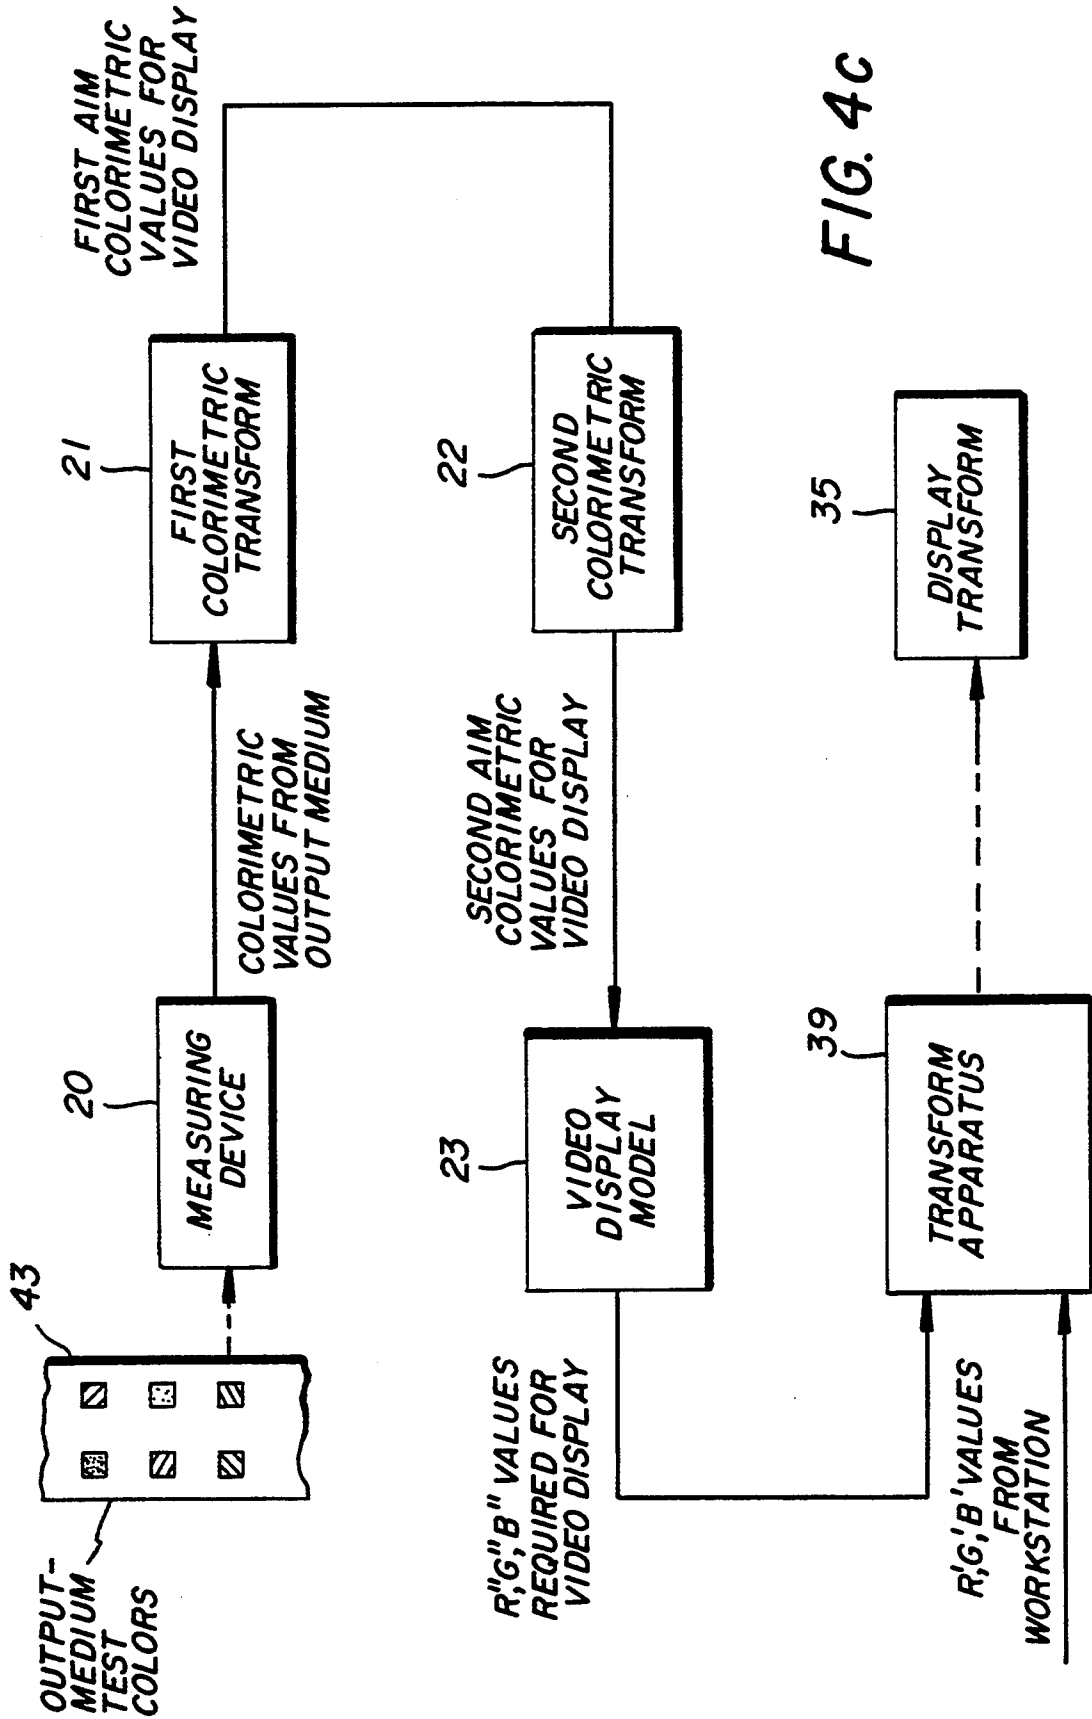 OUTPUT-
MEDIUM
TEST
COLORS
43
20
MEASURING
DEVICE
COLORIMETRIC
VALUES FROM
OUTPUT MEDIUM
21
FIRST
COLORIMETRIC
TRANSFORM
FIRST AIM
COLORIMETRIC
VALUES FOR
VIDEO DISPLAY
23
VIDEO
DISPLAY
MODEL
SECOND AIM
COLORIMETRIC
VALUES FOR
VIDEO DISPLAY
22
SECOND
COLORIMETRIC
TRANSFORM
R",G",B" VALUES
REQUIRED FOR
VIDEO DISPLAY
R',G',B' VALUES
FROM
WORKSTATION
39
TRANSFORM
APPARATUS
35
DISPLAY
TRANSFORM
FIG. 4C